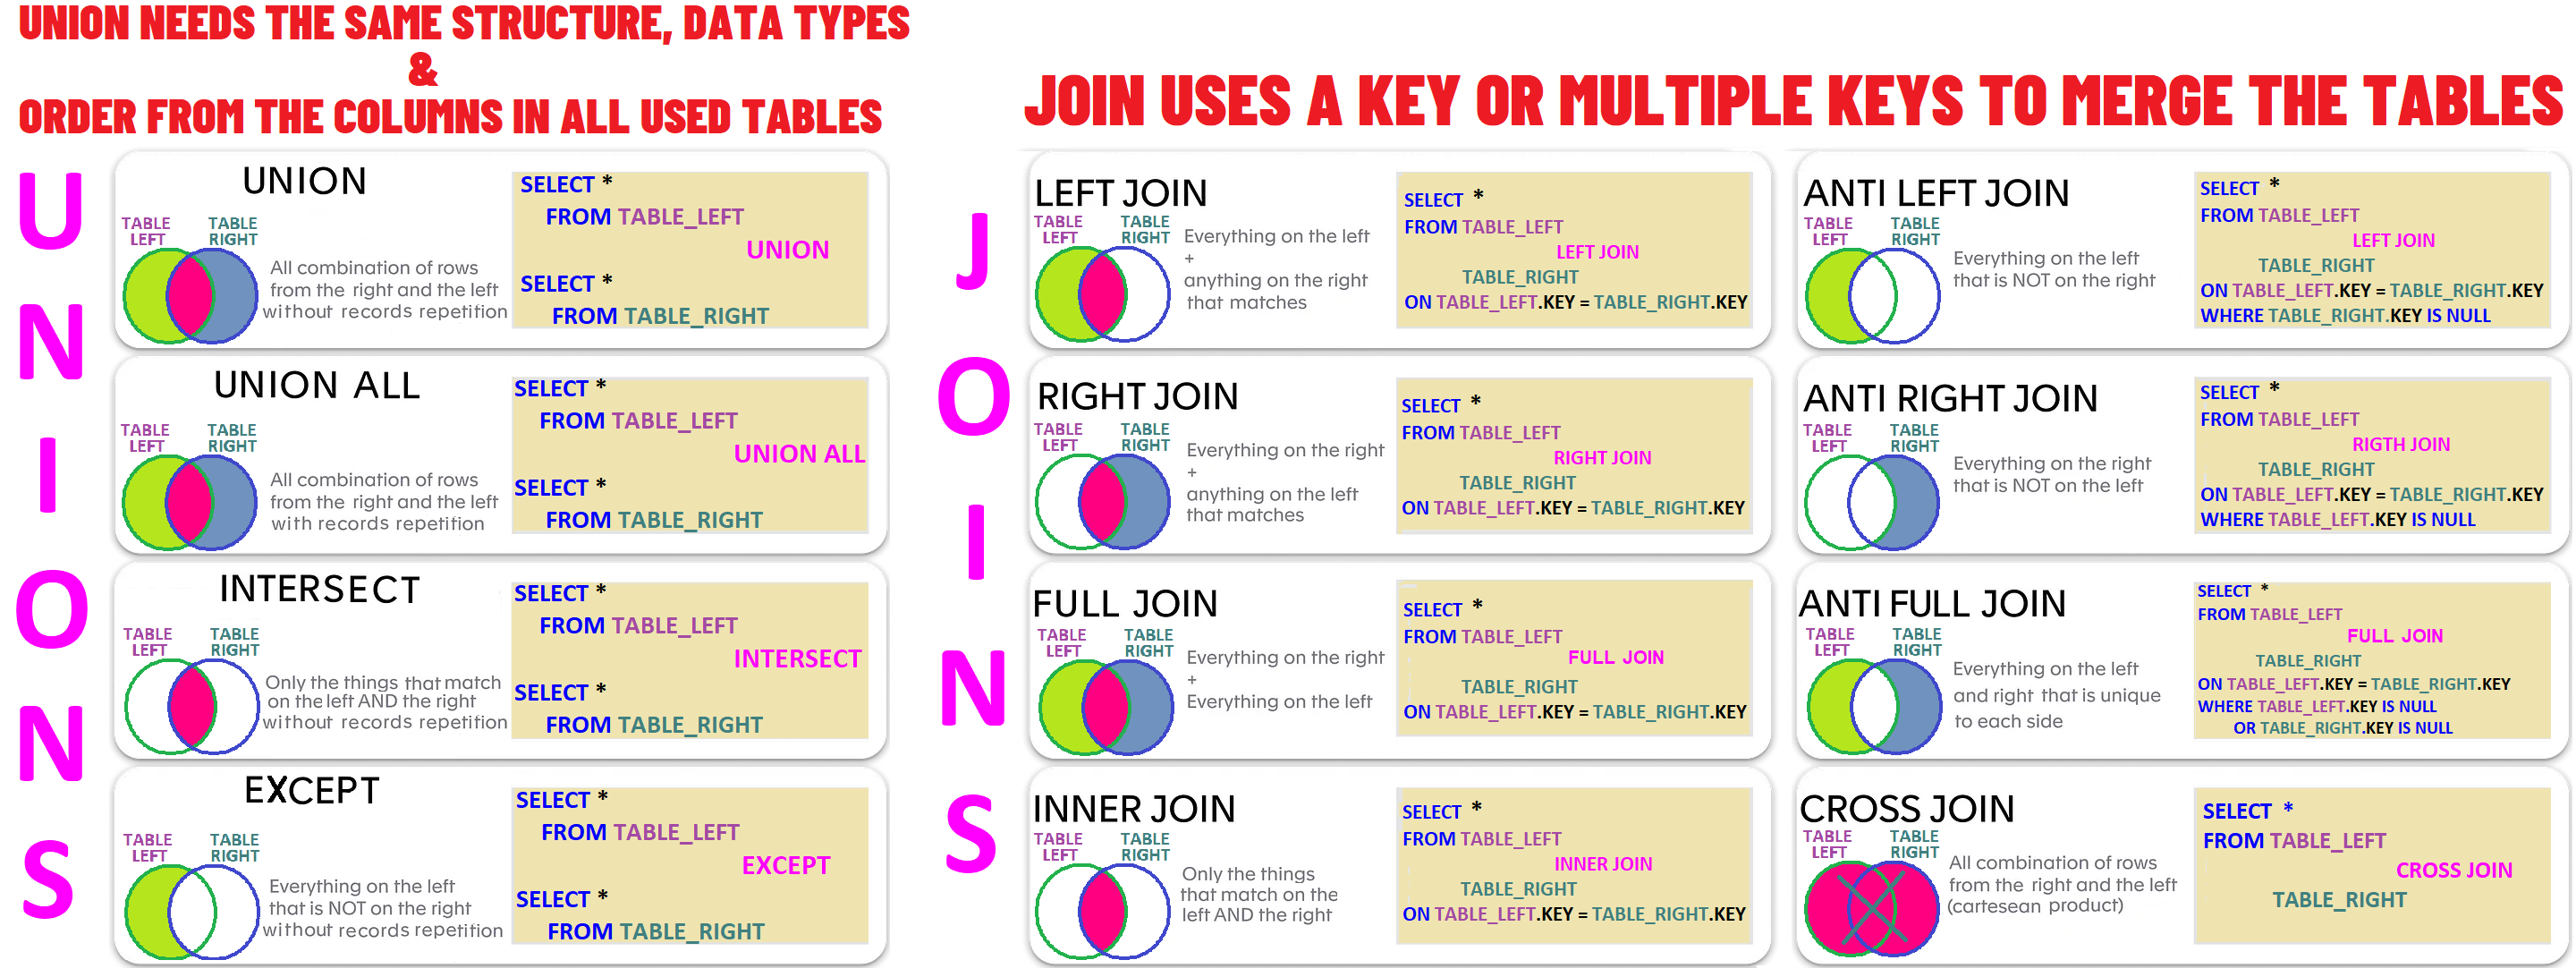 UNION NEEDS THE SAME STRUCTURE, DATA TYPES
&
ORDER FROM THE COLUMNS IN ALL USED TABLES
UNIONS
UNION
TABLE LEFT
TABLE RIGHT
All combination of rows
from the right and the left
without records repetition
SELECT *
FROM TABLE_LEFT
UNION
SELECT *
FROM TABLE_RIGHT
UNION ALL
TABLE LEFT
TABLE RIGHT
All combination of rows
from the right and the left
with records repetition
SELECT *
FROM TABLE_LEFT
UNION ALL
SELECT *
FROM TABLE_RIGHT
INTERSECT
TABLE LEFT
TABLE RIGHT
Only the things that match
on the left AND the right
without records repetition
SELECT *
FROM TABLE_LEFT
INTERSECT
SELECT *
FROM TABLE_RIGHT
EXCEPT
TABLE LEFT
TABLE RIGHT
Everything on the left
that is NOT on the right
without records repetition
SELECT *
FROM TABLE_LEFT
EXCEPT
SELECT *
FROM TABLE_RIGHT
JOIN USES A KEY OR MULTIPLE KEYS TO MERGE THE TABLES
JOINS
LEFT JOIN
TABLE LEFT
TABLE RIGHT
Everything on the left
+
anything on the right
that matches
SELECT *
FROM TABLE_LEFT
LEFT JOIN
TABLE_RIGHT
ON TABLE_LEFT.KEY = TABLE_RIGHT.KEY
RIGHT JOIN
TABLE LEFT
TABLE RIGHT
Everything on the right
+
anything on the left
that matches
SELECT *
FROM TABLE_LEFT
RIGHT JOIN
TABLE_RIGHT
ON TABLE_LEFT.KEY = TABLE_RIGHT.KEY
FULL JOIN
TABLE LEFT
TABLE RIGHT
Everything on the right
+
Everything on the left
SELECT *
FROM TABLE_LEFT
FULL JOIN
TABLE_RIGHT
ON TABLE_LEFT.KEY = TABLE_RIGHT.KEY
INNER JOIN
TABLE LEFT
TABLE RIGHT
Only the things
that match on the
left AND the right
SELECT *
FROM TABLE_LEFT
INNER JOIN
TABLE_RIGHT
ON TABLE_LEFT.KEY = TABLE_RIGHT.KEY
ANTI LEFT JOIN
TABLE LEFT
TABLE RIGHT
Everything on the left
that is NOT on the right
SELECT *
FROM TABLE_LEFT
LEFT JOIN
TABLE_RIGHT
ON TABLE_LEFT.KEY = TABLE_RIGHT.KEY
WHERE TABLE_RIGHT.KEY IS NULL
ANTI RIGHT JOIN
TABLE LEFT
TABLE RIGHT
Everything on the right
that is NOT on the left
SELECT *
FROM TABLE_LEFT
RIGTH JOIN
TABLE_RIGHT
ON TABLE_LEFT.KEY = TABLE_RIGHT.KEY
WHERE TABLE_LEFT.KEY IS NULL
ANTI FULL JOIN
TABLE LEFT
TABLE RIGHT
Everything on the left
and right that is unique
to each side
SELECT *
FROM TABLE_LEFT
FULL JOIN
TABLE_RIGHT
ON TABLE_LEFT.KEY = TABLE_RIGHT.KEY
WHERE TABLE_LEFT.KEY IS NULL
OR TABLE_RIGHT.KEY IS NULL
CROSS JOIN
TABLE LEFT
TABLE RIGHT
All combination of rows
from the right and the left
(cartesean product)
SELECT *
FROM TABLE_LEFT
CROSS JOIN
TABLE_RIGHT